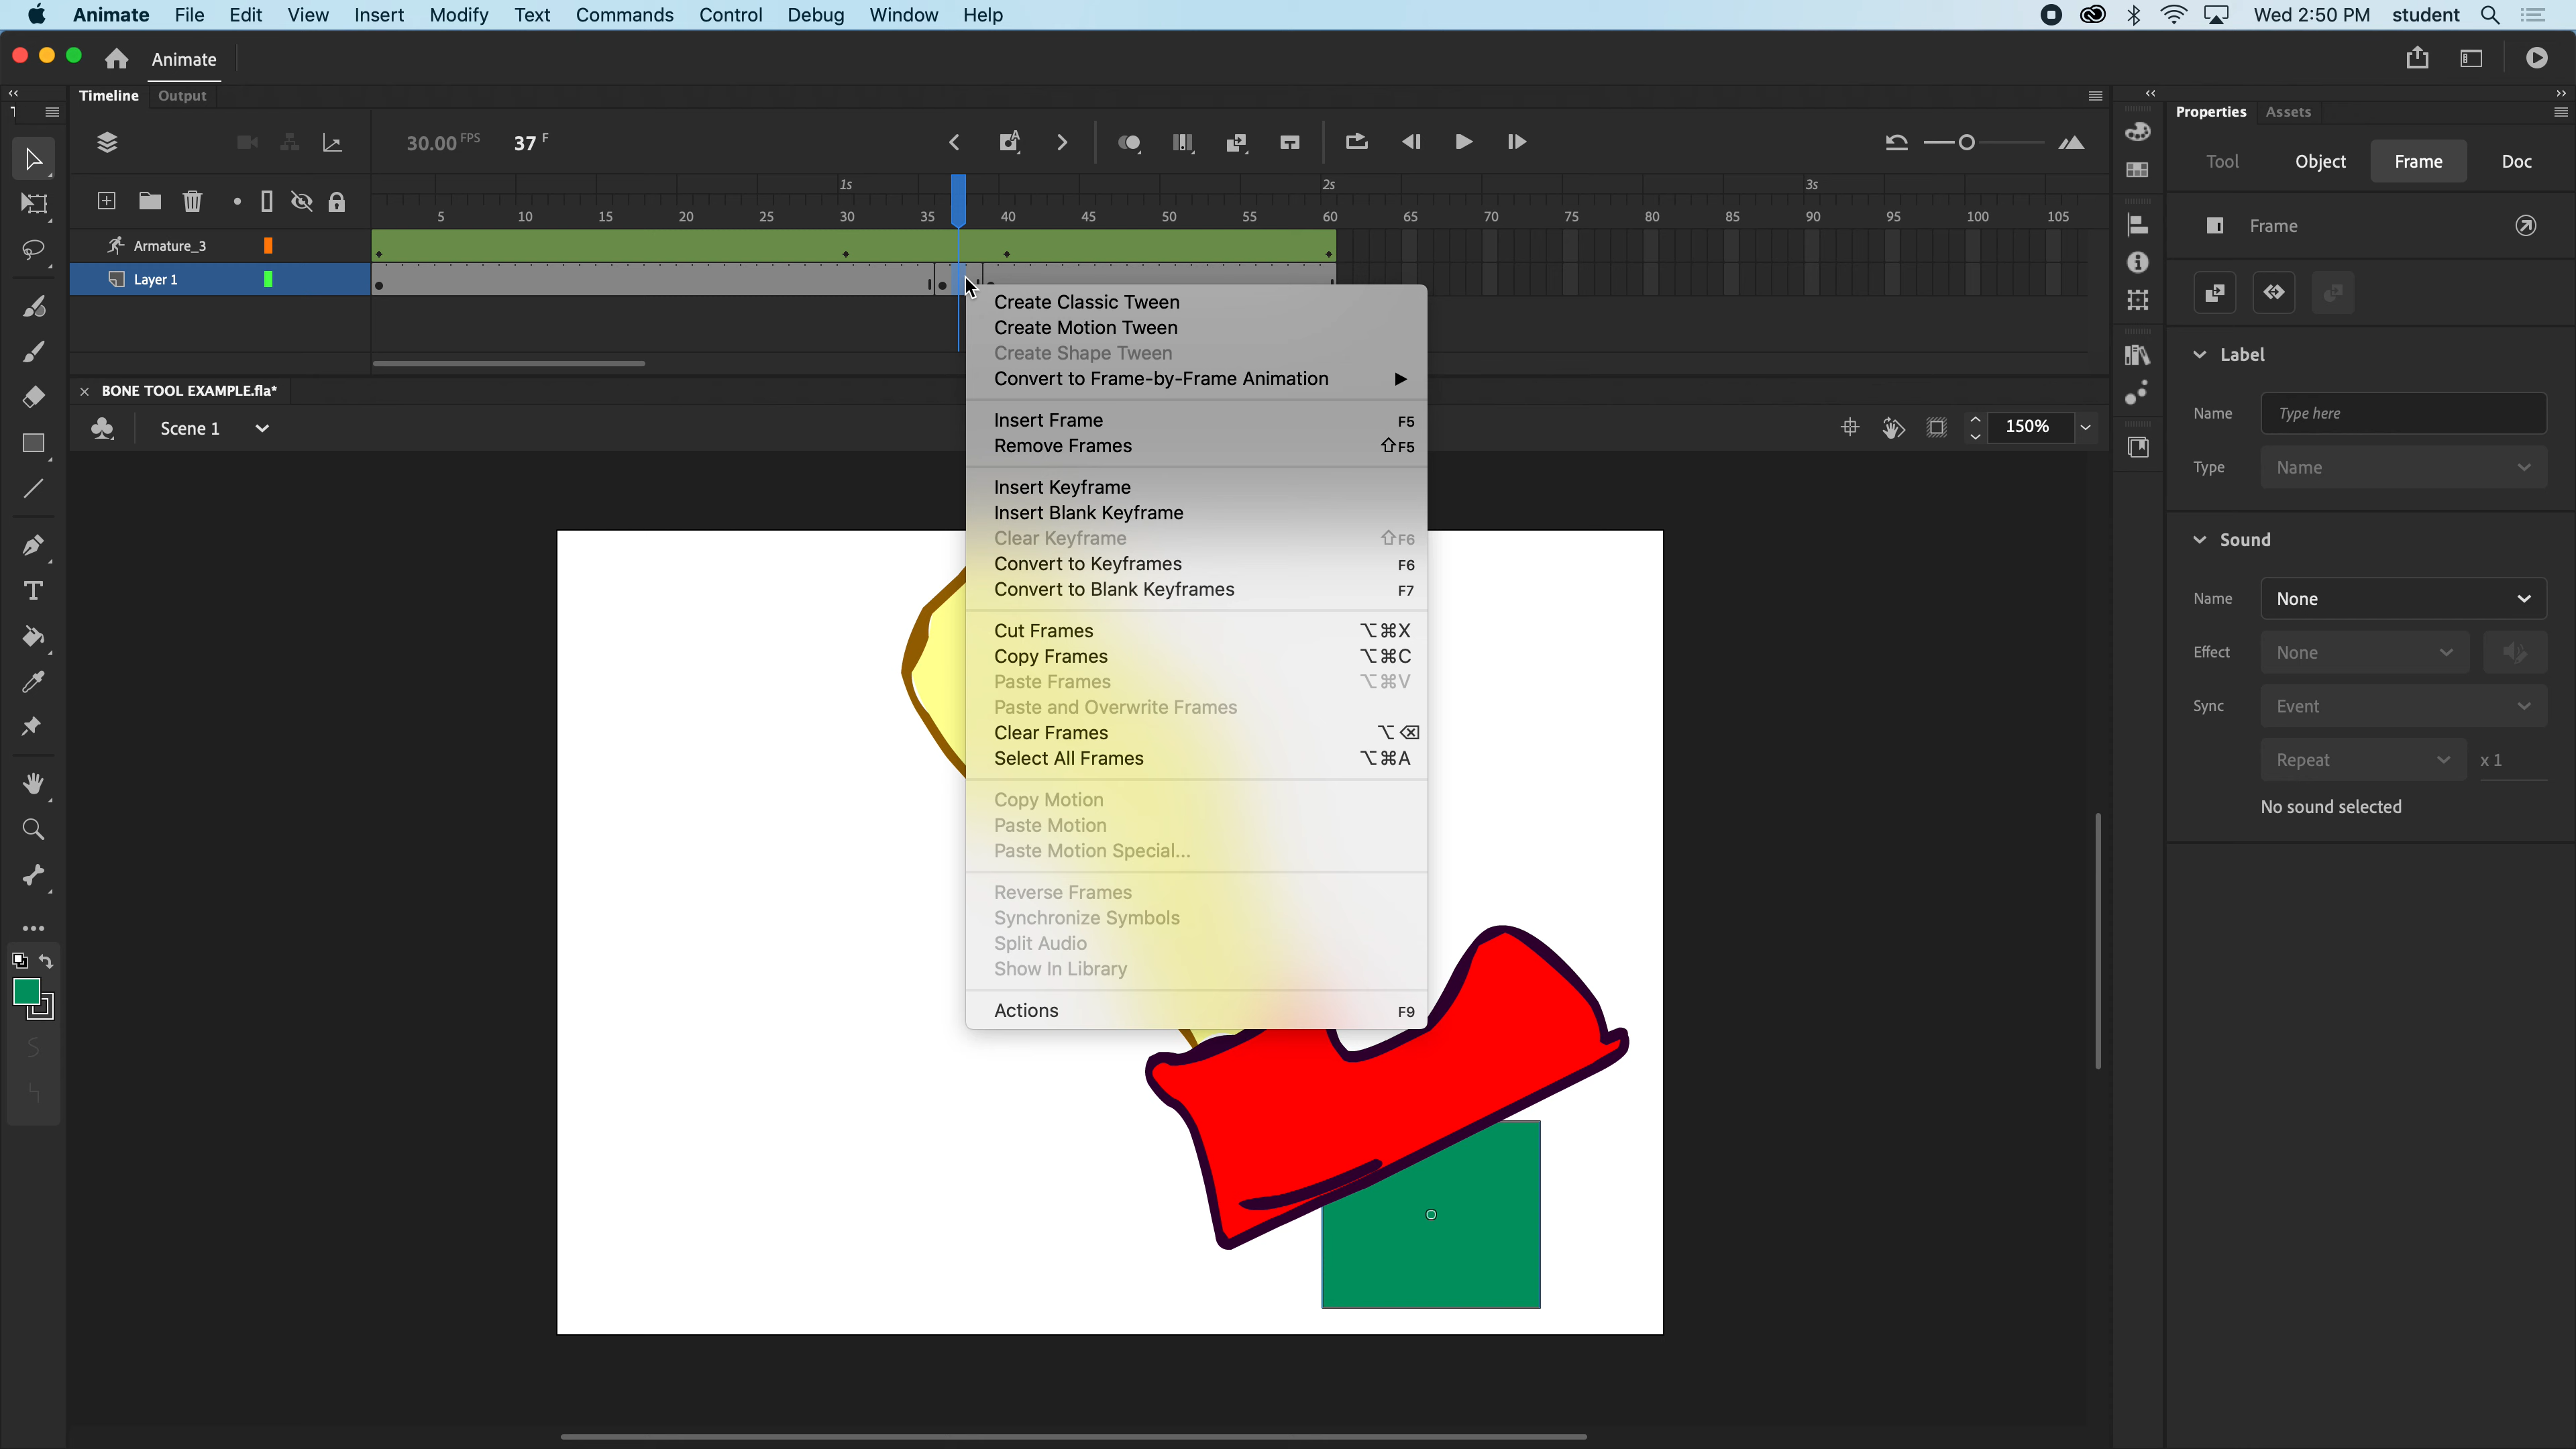 Animate File Edit View Insert Modify Text Commands Control Debug Window Help Wed 2:50 PM student
Animate
Timeline Output
Properties Assets
30.00 FPS 37 F
Tool Object Frame Doc
1s 2s 3s
5 10 15 20 25 30 35 40 45 50 55 60 65 70 75 80 85 90 95 100 105
Frame
Armature_3
Layer 1
Create Classic Tween
Create Motion Tween
Create Shape Tween
Convert to Frame-by-Frame Animation
Label
BONE TOOL EXAMPLE.fla*
Scene 1
150%
Name Type here
Type Name
Insert Frame F5
Remove Frames ⇧F5
Insert Keyframe
Insert Blank Keyframe
Clear Keyframe ⇧F6
Convert to Keyframes F6
Convert to Blank Keyframes F7
Sound
Name None
Effect None
Sync Event
Repeat x 1
No sound selected
Cut Frames ⌥⌘X
Copy Frames ⌥⌘C
Paste Frames ⌥⌘V
Paste and Overwrite Frames
Clear Frames ⌥⌫
Select All Frames ⌥⌘A
Copy Motion
Paste Motion
Paste Motion Special...
Reverse Frames
Synchronize Symbols
Split Audio
Show In Library
Actions F9